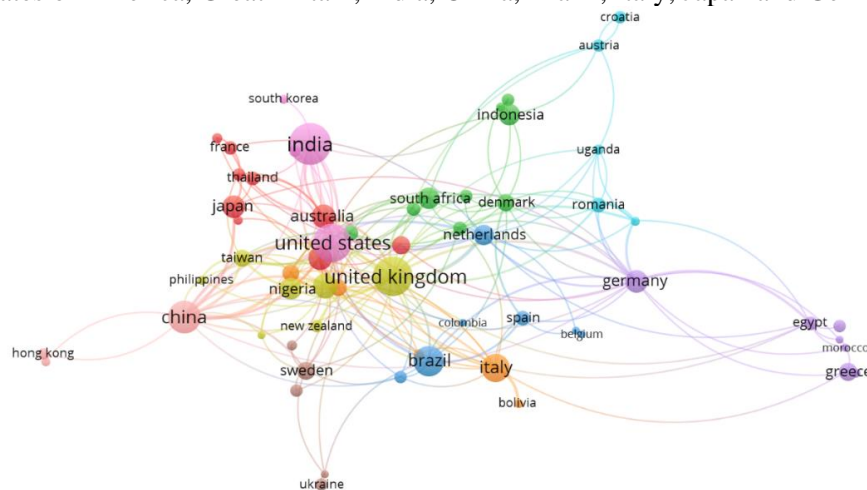 croatia
austria
south korea
indonesia
india
france
uganda
thailand
south africa
denmark
japan
romania
australia
netherlands
united states
taiwan
united kingdom
philippines
germany
nigeria
china
new zealand
colombia
spain
egypt
belgium
morocco
hong kong
brazil
italy
sweden
greece
bolivia
ukraine